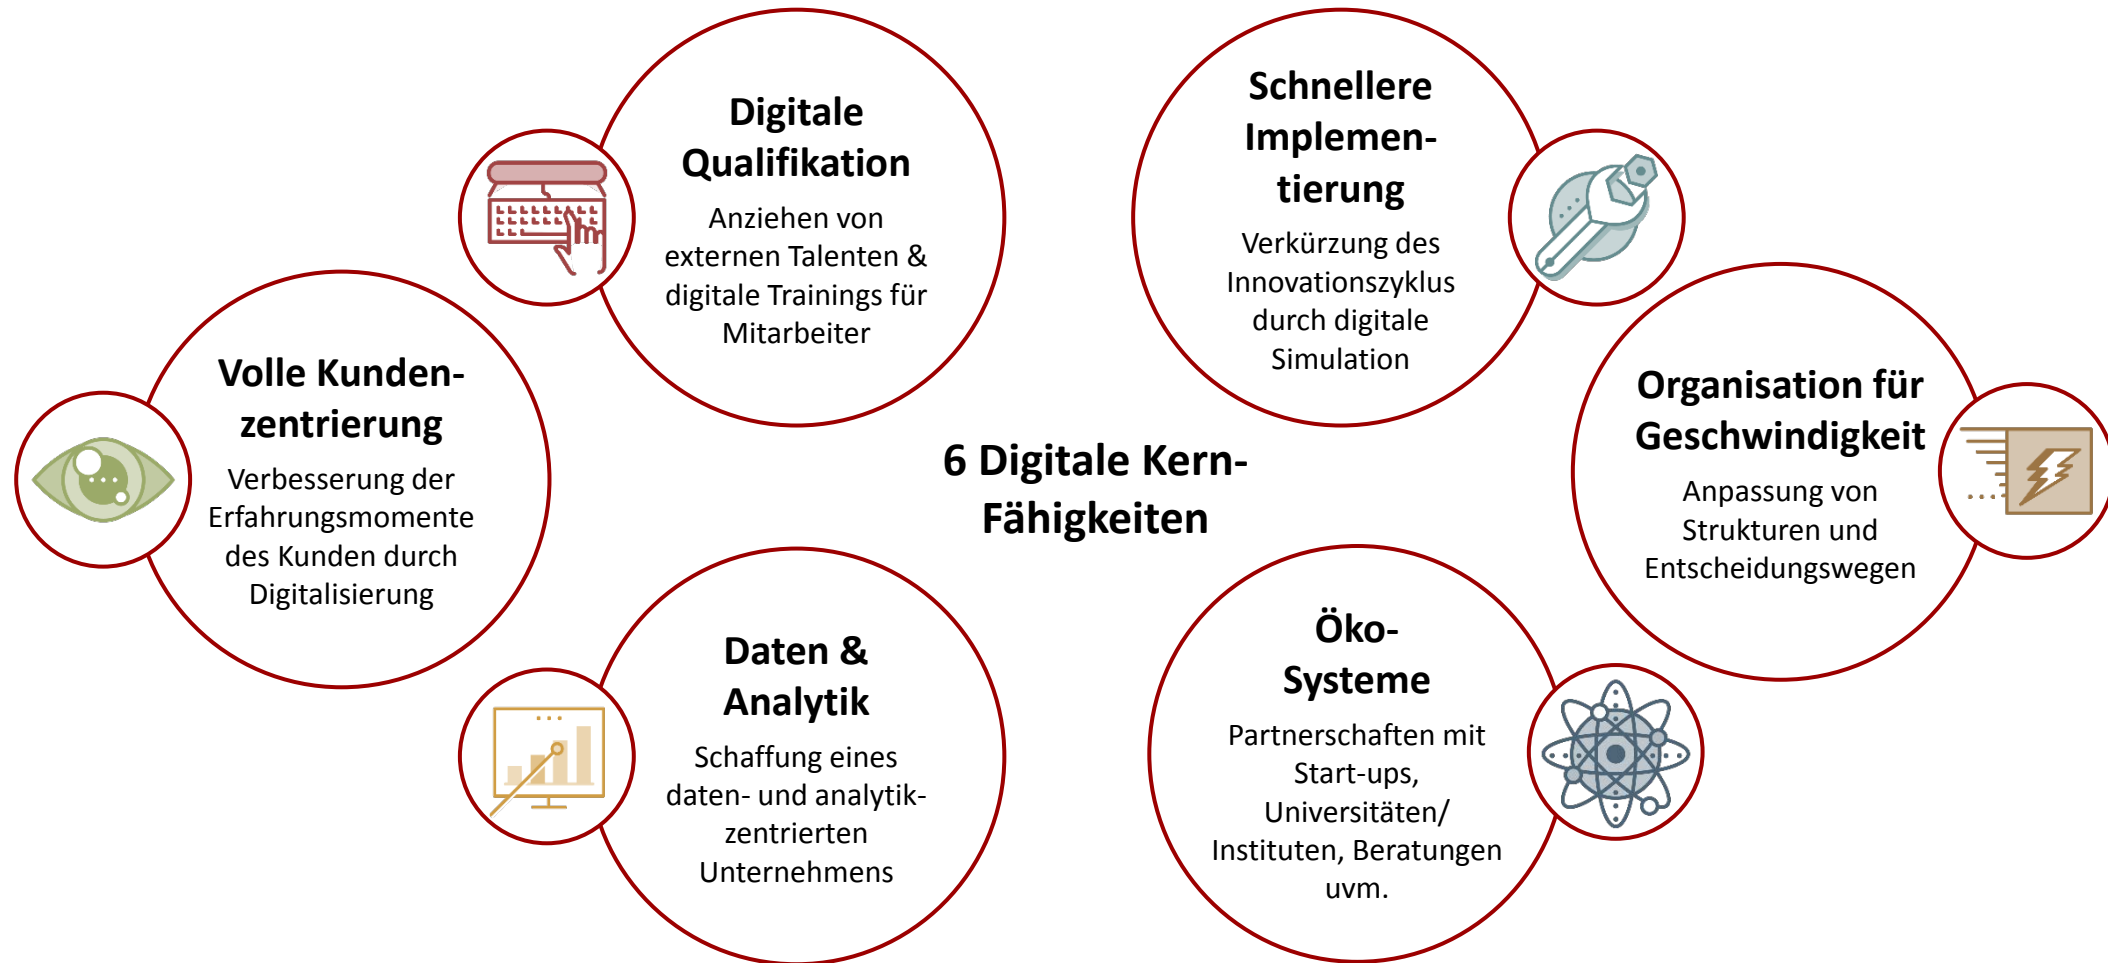 Digitale
Qualifikation
Anziehen von
externen Talenten &
digitale Trainings für
Mitarbeiter
Schnellere
Implemen-
tierung
Verkürzung des
Innovationszyklus
durch digitale
Simulation
Volle Kunden-
zentrierung
Verbesserung der
Erfahrungsmomente
des Kunden durch
Digitalisierung
6 Digitale Kern-
Fähigkeiten
Organisation für
Geschwindigkeit
Anpassung von
Strukturen und
Entscheidungswegen
Daten &
Analytik
Schaffung eines
daten- und analytik-
zentrierten
Unternehmens
Öko-
Systeme
Partnerschaften mit
Start-ups,
Universitäten/
Instituten, Beratungen
uvm.